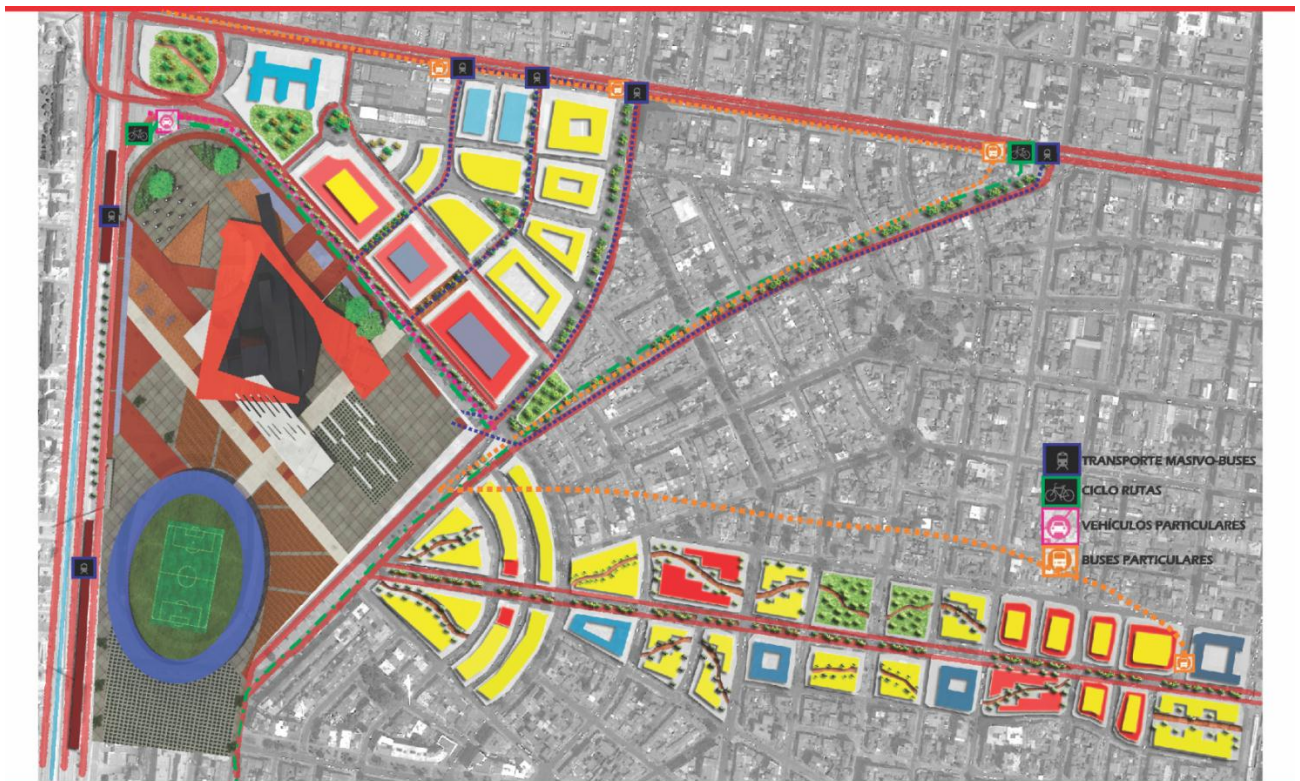 TRANSPORTE MASIVO-BUSES
CICLO RUTAS
VEHÍCULOS PARTICULARES
BUSES PARTICULARES